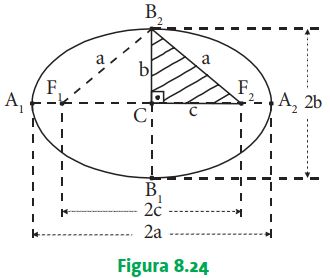 B₂
a a
b
F₁ F₂
A₁ A₂ 2b
C c
B₁
2c
2a
Figura 8.24